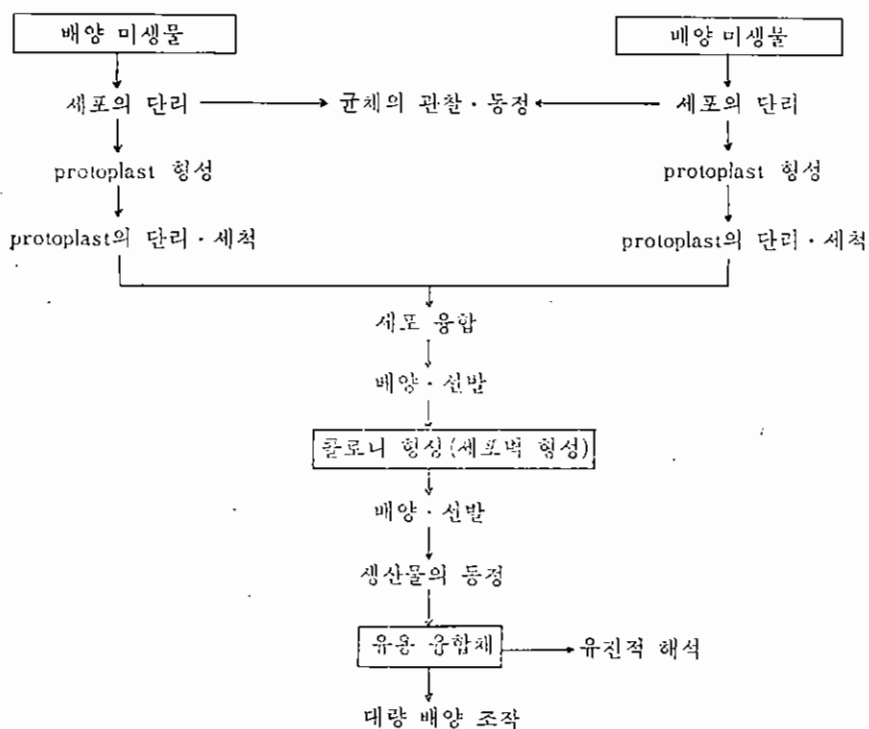 배양 미생물
배양 미생물
세포의 단리
균체의 관찰·동정
세포의 단리
protoplast 형성
protoplast 형성
protoplast의 단리·세척
protoplast의 단리·세척
세포 융합
배양·선발
콜로니 형성(세포벽 형성)
배양·선발
생산물의 동정
유용 융합체
유전적 해석
대량 배양 조작